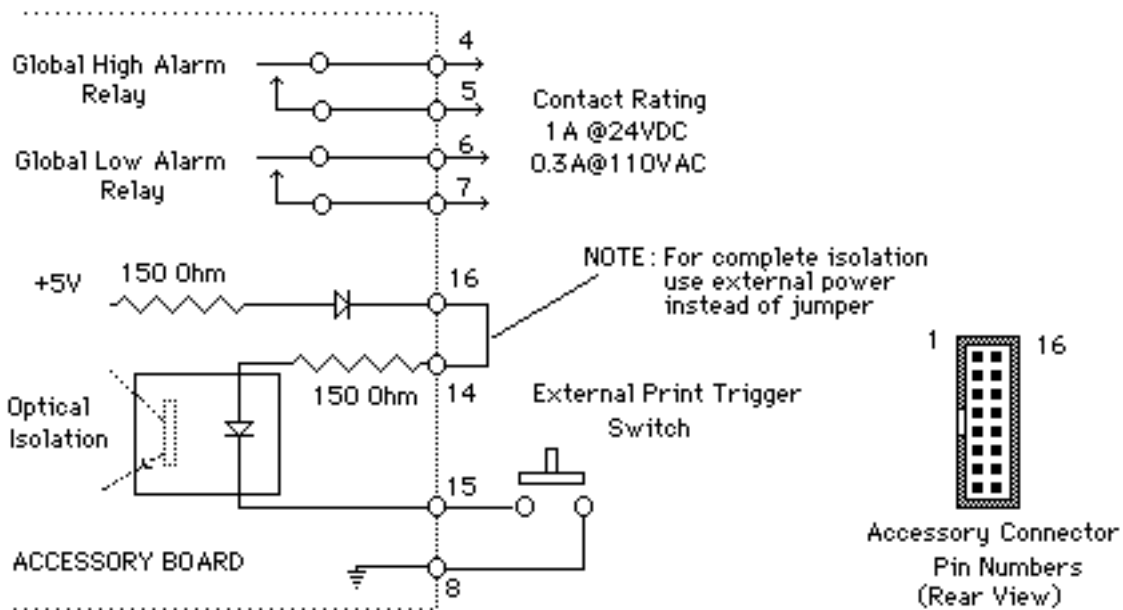 Global High Alarm
Relay
4
5
Contact Rating
1A @24VDC
0.3A@110VAC
Global Low Alarm
Relay
6
7
NOTE: For complete isolation
use external power
instead of jumper
+5V
150 Ohm
16
150 Ohm
14
Optical
Isolation
External Print Trigger
Switch
15
ACCESSORY BOARD
8
1
16
Accessory Connector
Pin Numbers
(Rear View)